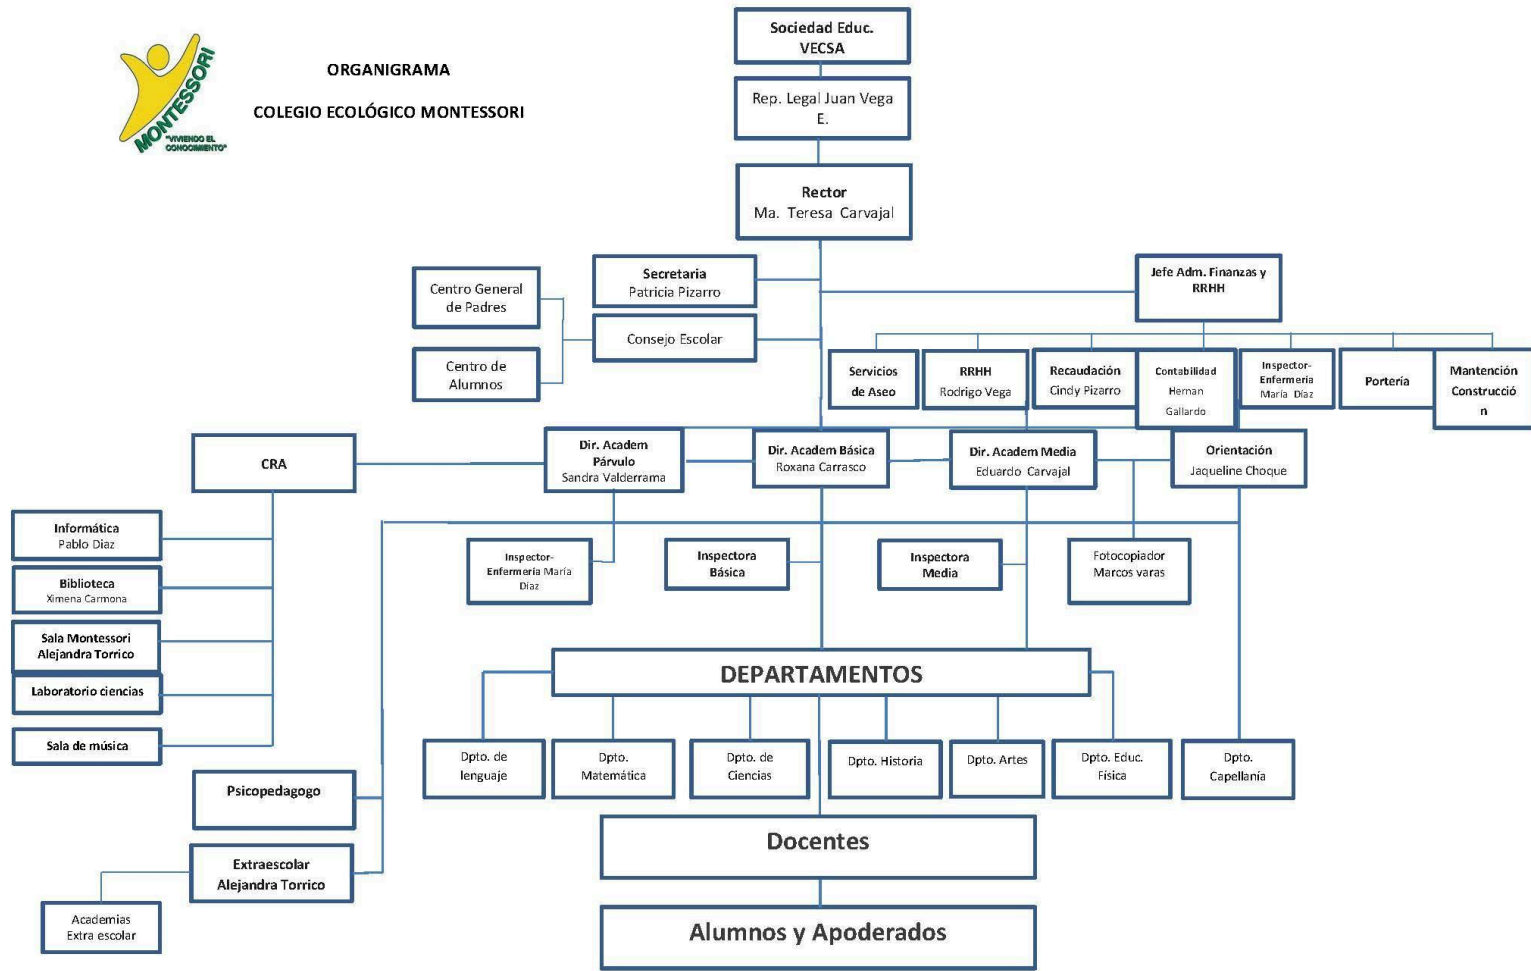 Sociedad Educ.
VECSA
MONTESSORI
"VIVIENDO EL
CONOCIMIENTO"
ORGANIGRAMA
COLEGIO ECOLÓGICO MONTESSORI
Rep. Legal Juan Vega
E.
Rector
Ma. Teresa Carvajal
Centro General
de Padres
Secretaria
Patricia Pizarro
Jefe Adm. Finanzas y
RRHH
Consejo Escolar
Centro de
Alumnos
Servicios
de Aseo
RRHH
Rodrigo Vega
Recaudación
Cindy Pizarro
Contabilidad
Hernan
Gallardo
Inspector-
Enfermería
María Díaz
Portería
Mantención
Construcció
n
CRA
Dir. Academ
Párvulo
Sandra Valderrama
Dir. Academ Básica
Roxana Carrasco
Dir. Academ Media
Eduardo Carvajal
Orientación
Jaqueline Choque
Informática
Pablo Diaz
Biblioteca
Ximena Carmona
Sala Montessori
Alejandra Torrico
Laboratorio ciencias
Sala de música
Inspector-
Enfermería María
Díaz
Inspectora
Básica
Inspectora
Media
Fotocopiador
Marcos varas
DEPARTAMENTOS
Dpto. de
lenguaje
Dpto.
Matemática
Dpto. de
Ciencias
Dpto. Historia
Dpto. Artes
Dpto. Educ.
Física
Dpto.
Capellanía
Psicopedagogo
Extraescolar
Alejandra Torrico
Academias
Extra escolar
Docentes
Alumnos y Apoderados